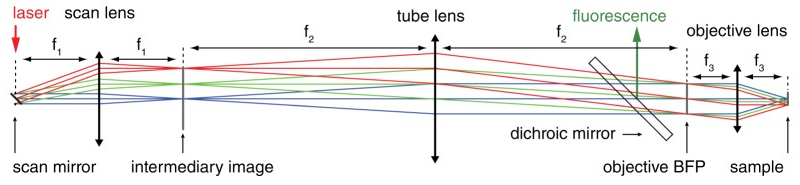 laser
scan lens
tube lens
fluorescence
objective lens
f1
f1
f2
f2
f3
f3
dichroic mirror
scan mirror
intermediary image
objective BFP
sample